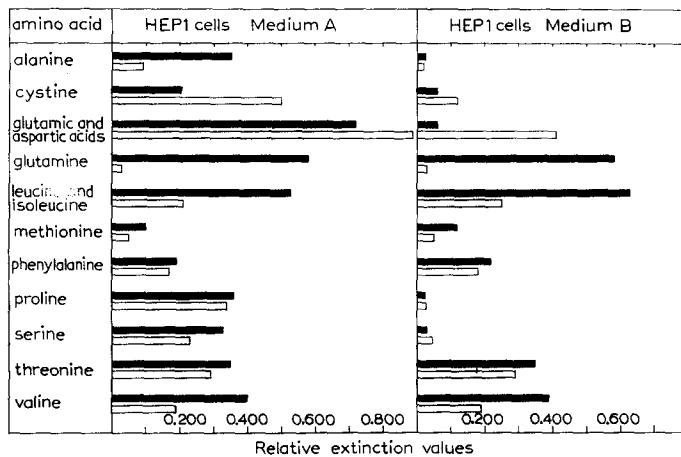 amino acid HEP1 cells Medium A HEP1 cells Medium B
alanine
cystine
glutamic and
aspartic acids
glutamine
leucine and
isoleucine
methionine
phenylalanine
proline
serine
threonine
valine
0.200 0.400 0.600 0.800 0.200 0.400 0.600
Relative extinction values